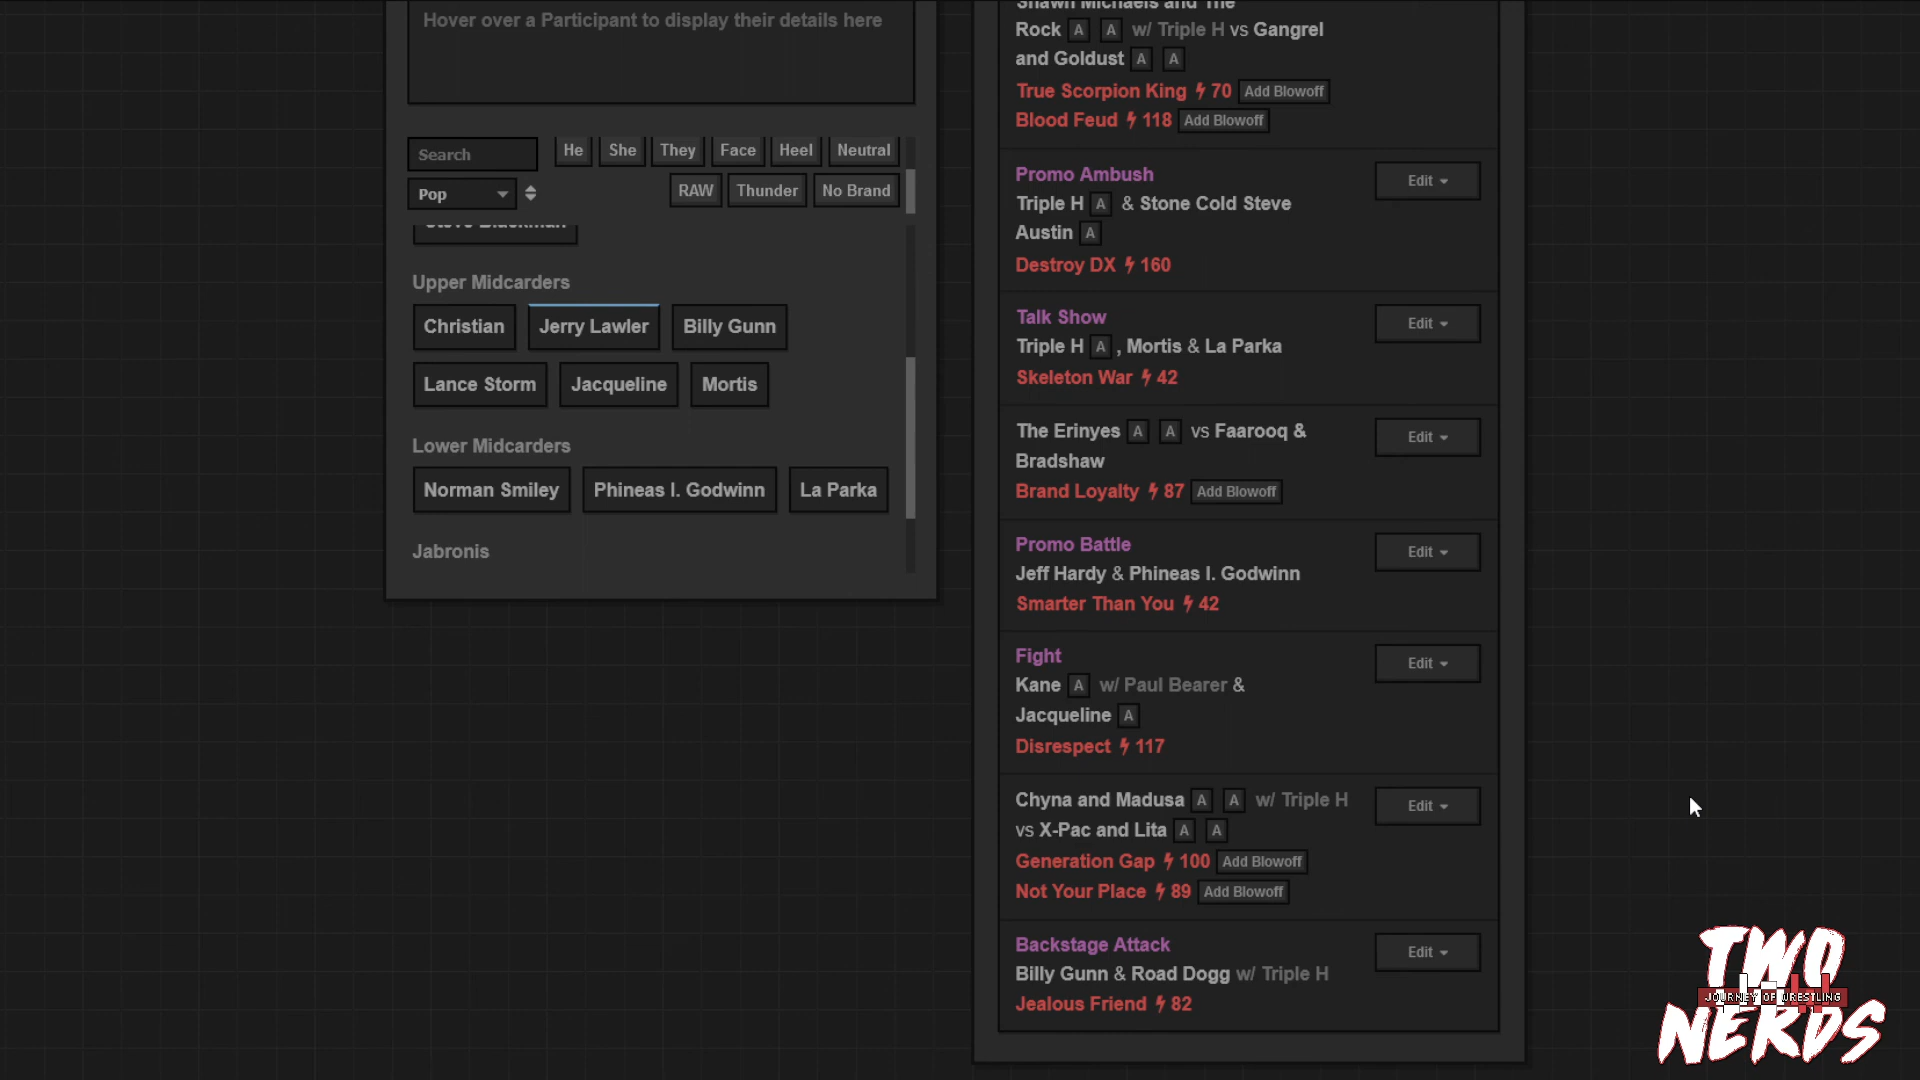 Hover over a Participant to display their details here
Search
He
She
They
Face
Heel
Neutral
Pop
RAW
Thunder
No Brand
Steve Blackman
Upper Midcarders
Christian
Jerry Lawler
Billy Gunn
Lance Storm
Jacqueline
Mortis
Lower Midcarders
Norman Smiley
Phineas I. Godwinn
La Parka
Jabronis
Shawn Michaels and The
Rock A A w/ Triple H vs Gangrel
and Goldust A A
True Scorpion King 70 Add Blowoff
Blood Feud 118 Add Blowoff
Promo Ambush
Edit
Triple H A & Stone Cold Steve
Austin A
Destroy DX 160
Talk Show
Edit
Triple H A , Mortis & La Parka
Skeleton War 42
The Erinyes A A vs Faarooq &
Edit
Bradshaw
Brand Loyalty 87 Add Blowoff
Promo Battle
Edit
Jeff Hardy & Phineas I. Godwinn
Smarter Than You 42
Fight
Edit
Kane A w/ Paul Bearer &
Jacqueline A
Disrespect 117
Chyna and Madusa A A w/ Triple H
Edit
vs X-Pac and Lita A A
Generation Gap 100 Add Blowoff
Not Your Place 89 Add Blowoff
Backstage Attack
Edit
Billy Gunn & Road Dogg w/ Triple H
Jealous Friend 82
TWO
JOURNEY OF WRESTLING
NERDS